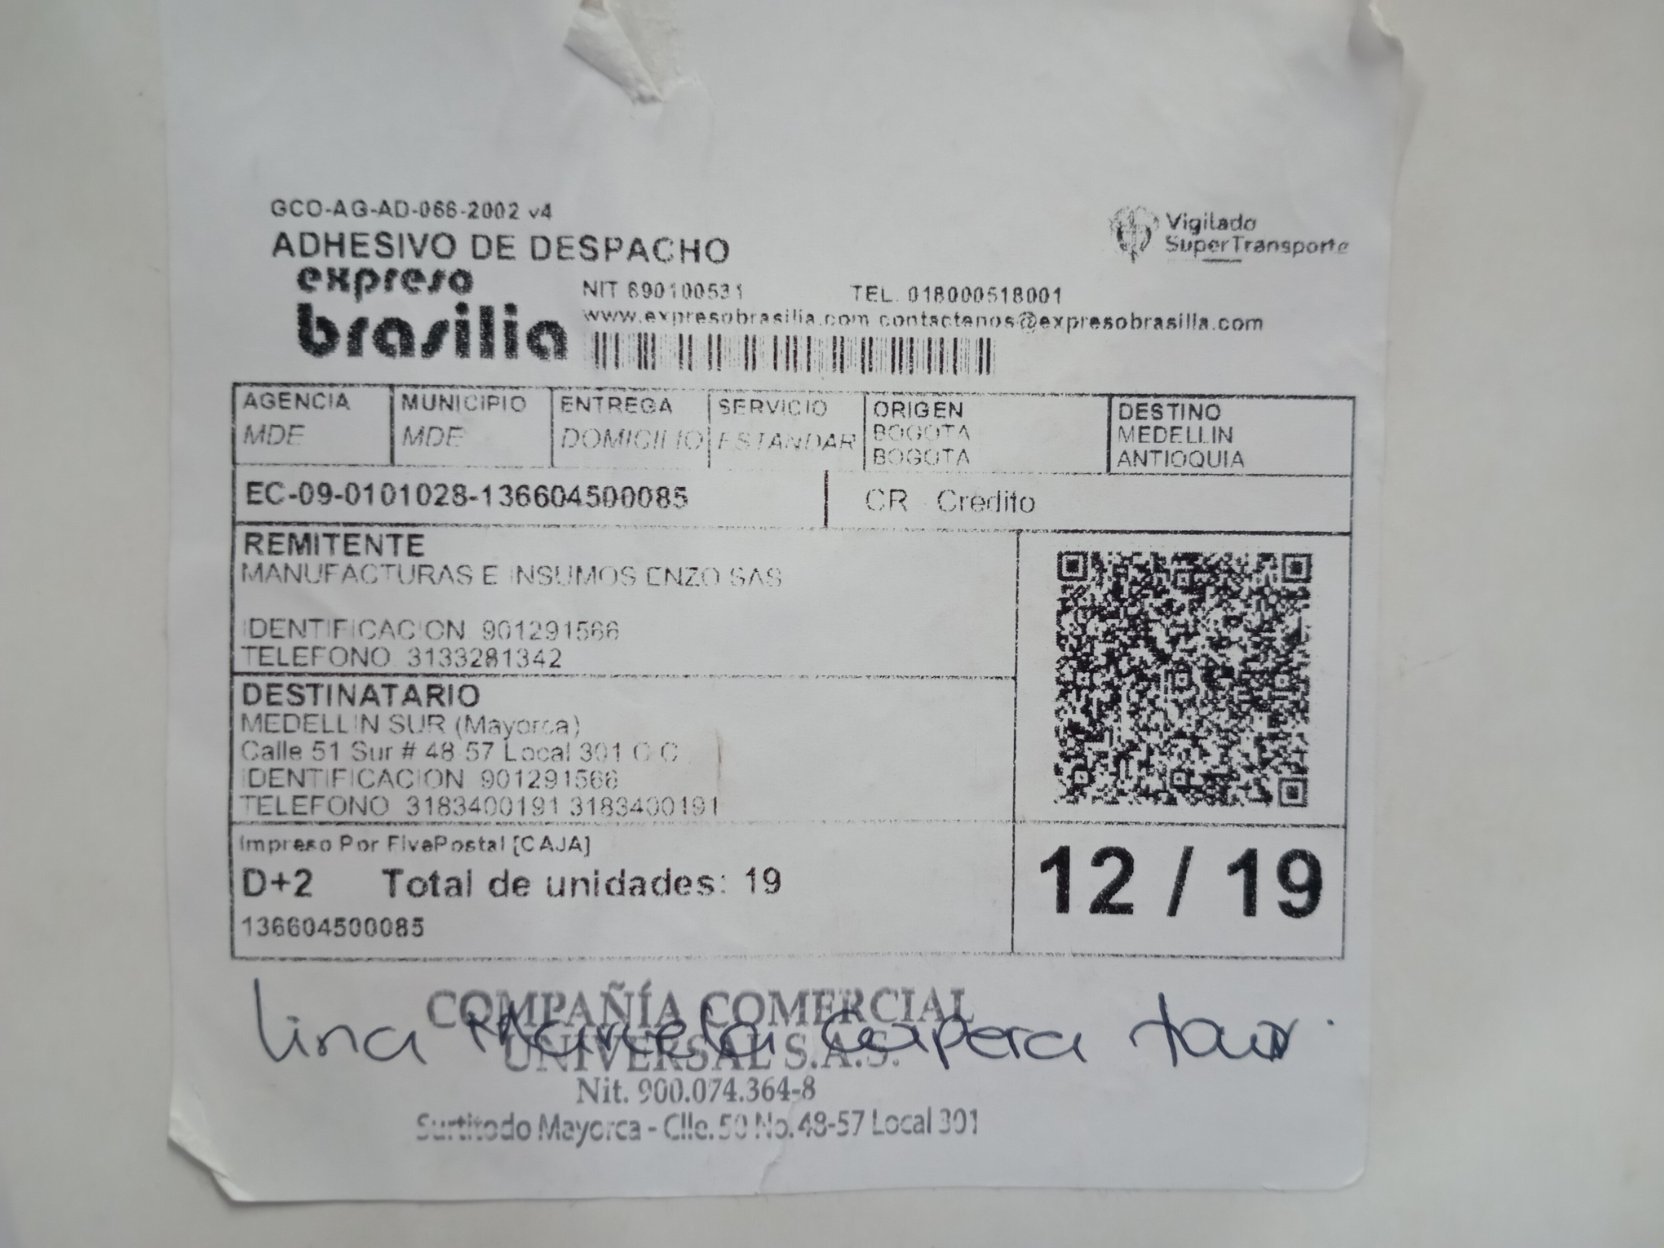 GCO-AG-AD-066-2002 v4
ADHESIVO DE DESPACHO
Vigilado
SuperTransporte
expreso
brasilia
NIT 890100531 TEL. 018000518001
www.expresobrasilia.com contactenos@expresobrasilia.com
AGENCIA MUNICIPIO ENTREGA SERVICIO ORIGEN DESTINO
MDE MDE DOMICILIO ESTANDAR BOGOTA MEDELLIN
BOGOTA ANTIOQUIA
EC-09-0101028-136604500085 CR - Credito
REMITENTE
MANUFACTURAS E INSUMOS ENZO SAS
IDENTIFICACION 901291566
TELEFONO 3133281342
DESTINATARIO
MEDELLIN SUR (Mayorca)
Calle 51 Sur # 48 57 Local 301 C C
IDENTIFICACION 901291566
TELEFONO 3183400191 3183400191
Impreso Por FivePostal [CAJA]
D+2 Total de unidades: 19
136604500085
12 / 19
COMPAÑÍA COMERCIAL
UNIVERSAL S.A.S.
lina Marcela
Nit. 900.074.364-8
Surtitodo Mayorca - Clle. 50 No. 48-57 Local 301